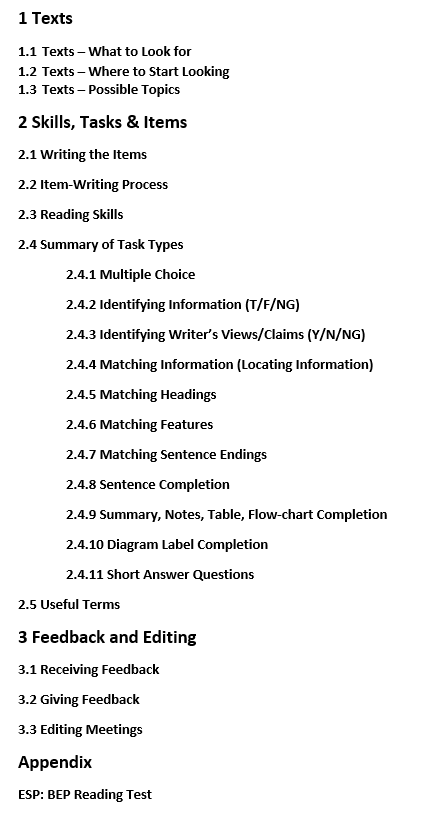 1 Texts
1.1 Texts – What to Look for
1.2 Texts – Where to Start Looking
1.3 Texts – Possible Topics
2 Skills, Tasks & Items
2.1 Writing the Items
2.2 Item-Writing Process
2.3 Reading Skills
2.4 Summary of Task Types
2.4.1 Multiple Choice
2.4.2 Identifying Information (T/F/NG)
2.4.3 Identifying Writer’s Views/Claims (Y/N/NG)
2.4.4 Matching Information (Locating Information)
2.4.5 Matching Headings
2.4.6 Matching Features
2.4.7 Matching Sentence Endings
2.4.8 Sentence Completion
2.4.9 Summary, Notes, Table, Flow-chart Completion
2.4.10 Diagram Label Completion
2.4.11 Short Answer Questions
2.5 Useful Terms
3 Feedback and Editing
3.1 Receiving Feedback
3.2 Giving Feedback
3.3 Editing Meetings
Appendix
ESP: BEP Reading Test